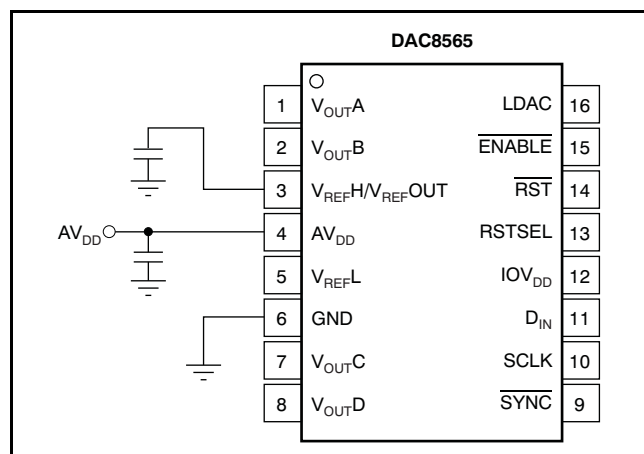 DAC8565
1 VOUTA LDAC 16
2 VOUTB ENABLE 15
3 VREFH/VREFOUT RST 14
AVDD 4 AVDD RSTSEL 13
5 VREFL IOVDD 12
6 GND DIN 11
7 VOUTC SCLK 10
8 VOUTD SYNC 9